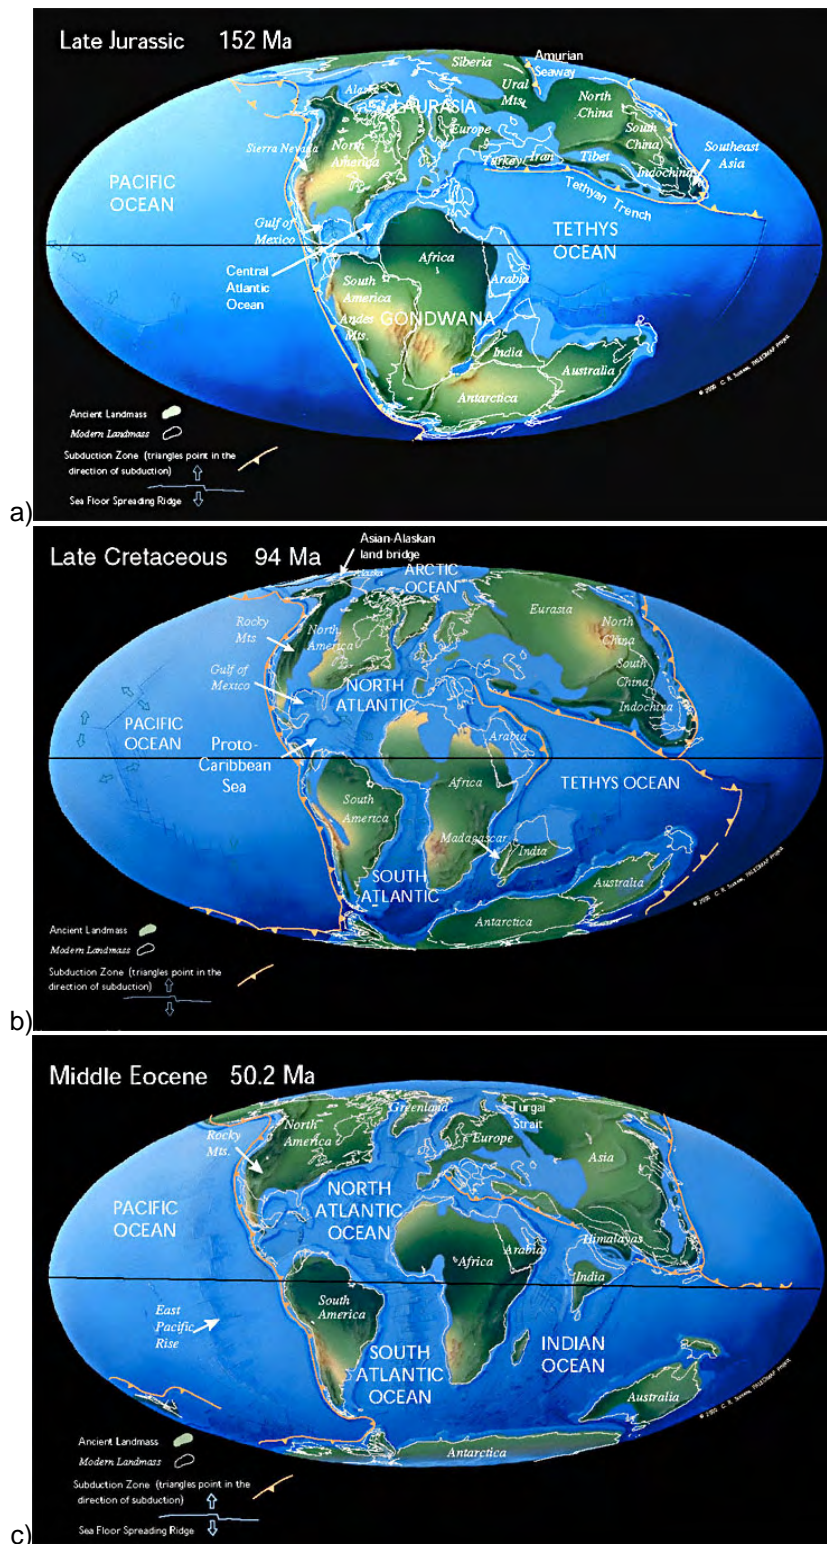 Late Jurassic 152 Ma
Amurian
Seaway
Siberia
Ural
Mts.
Alaska
LAURASIA
North
China
Europe
South
China
Southeast
Asia
Sierra Nevada
North
America
Turkey
Iran
Tibet
Indochina
PACIFIC
OCEAN
Tethyan Trench
Gulf of
Mexico
TETHYS
OCEAN
Central
Atlantic
Ocean
Africa
Arabia
South
America
Andes
Mts.
GONDWANA
India
Australia
Antarctica
Ancient Landmass
Modern Landmass
Subduction Zone (triangles point in the
direction of subduction)
Sea Floor Spreading Ridge
a)
Late Cretaceous 94 Ma
Asian-Alaskan
land bridge
Alaska
ARCTIC
OCEAN
Eurasia
Rocky
Mts
North
America
North
China
Gulf of
Mexico
NORTH
ATLANTIC
South
China
Indochina
PACIFIC
OCEAN
Proto-
Caribbean
Sea
Arabia
Africa
TETHYS OCEAN
South
America
Madagascar
India
SOUTH
ATLANTIC
Australia
Antarctica
Ancient Landmass
Modern Landmass
Subduction Zone (triangles point in the
direction of subduction)
b)
Middle Eocene 50.2 Ma
Greenland
Turgai
Strait
North
America
Rocky
Mts.
Europe
Asia
PACIFIC
OCEAN
NORTH
ATLANTIC
OCEAN
Himalayas
Africa
Arabia
India
East
Pacific
Rise
South
America
SOUTH
ATLANTIC
OCEAN
INDIAN
OCEAN
Australia
Antarctica
Ancient Landmass
Modern Landmass
Subduction Zone (triangles point in the
direction of subduction)
Sea Floor Spreading Ridge
c)